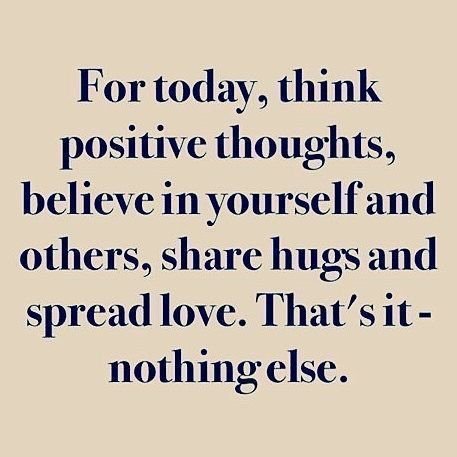 For today, think
positive thoughts,
believe in yourself and
others, share hugs and
spread love. That's it -
nothing else.